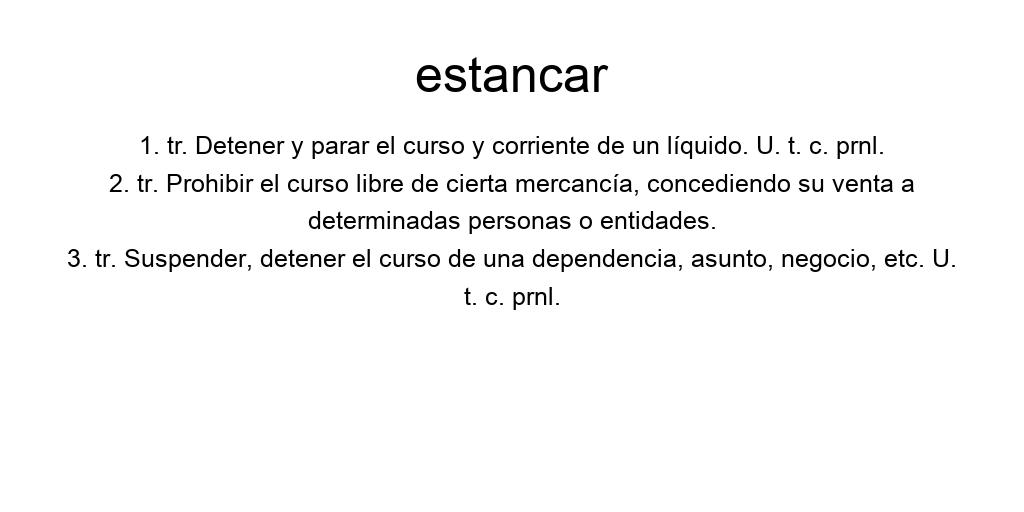 estancar
1. tr. Detener y parar el curso y corriente de un líquido. U. t. c. prnl.
2. tr. Prohibir el curso libre de cierta mercancía, concediendo su venta a
determinadas personas o entidades.
3. tr. Suspender, detener el curso de una dependencia, asunto, negocio, etc. U.
t. c. prnl.